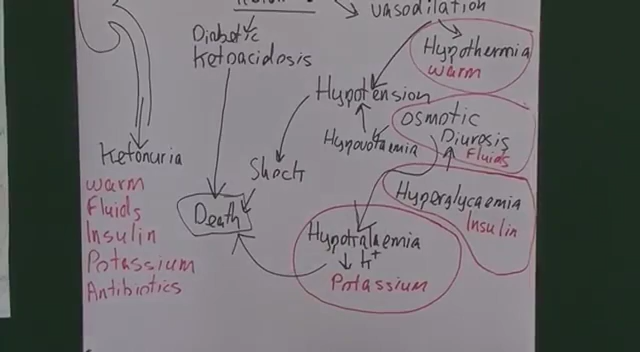 vasodilation
Diabetic
Ketoacidosis
Hypothermia
warm
Hypotension
osmotic
Diurosis
Fluids
Hypovolaemia
Ketonuria
Shock
Hyperglycaemia
Insulin
Death
Hypokalaemia
↓ K+
Potassium
warm
Fluids
Insulin
Potassium
Antibiotics